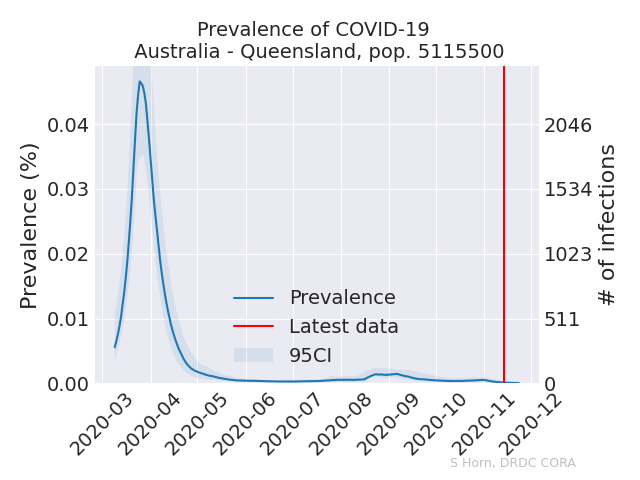 Prevalence of COVID-19
Australia - Queensland, pop. 5115500
Prevalence (%)
0.04
0.03
0.02
0.01
0.00
2046
1534
1023
511
0
# of infections
Prevalence
Latest data
95CI
2020-03
2020-04
2020-05
2020-06
2020-07
2020-08
2020-09
2020-10
2020-11
2020-12
S Horn, DRDC CORA